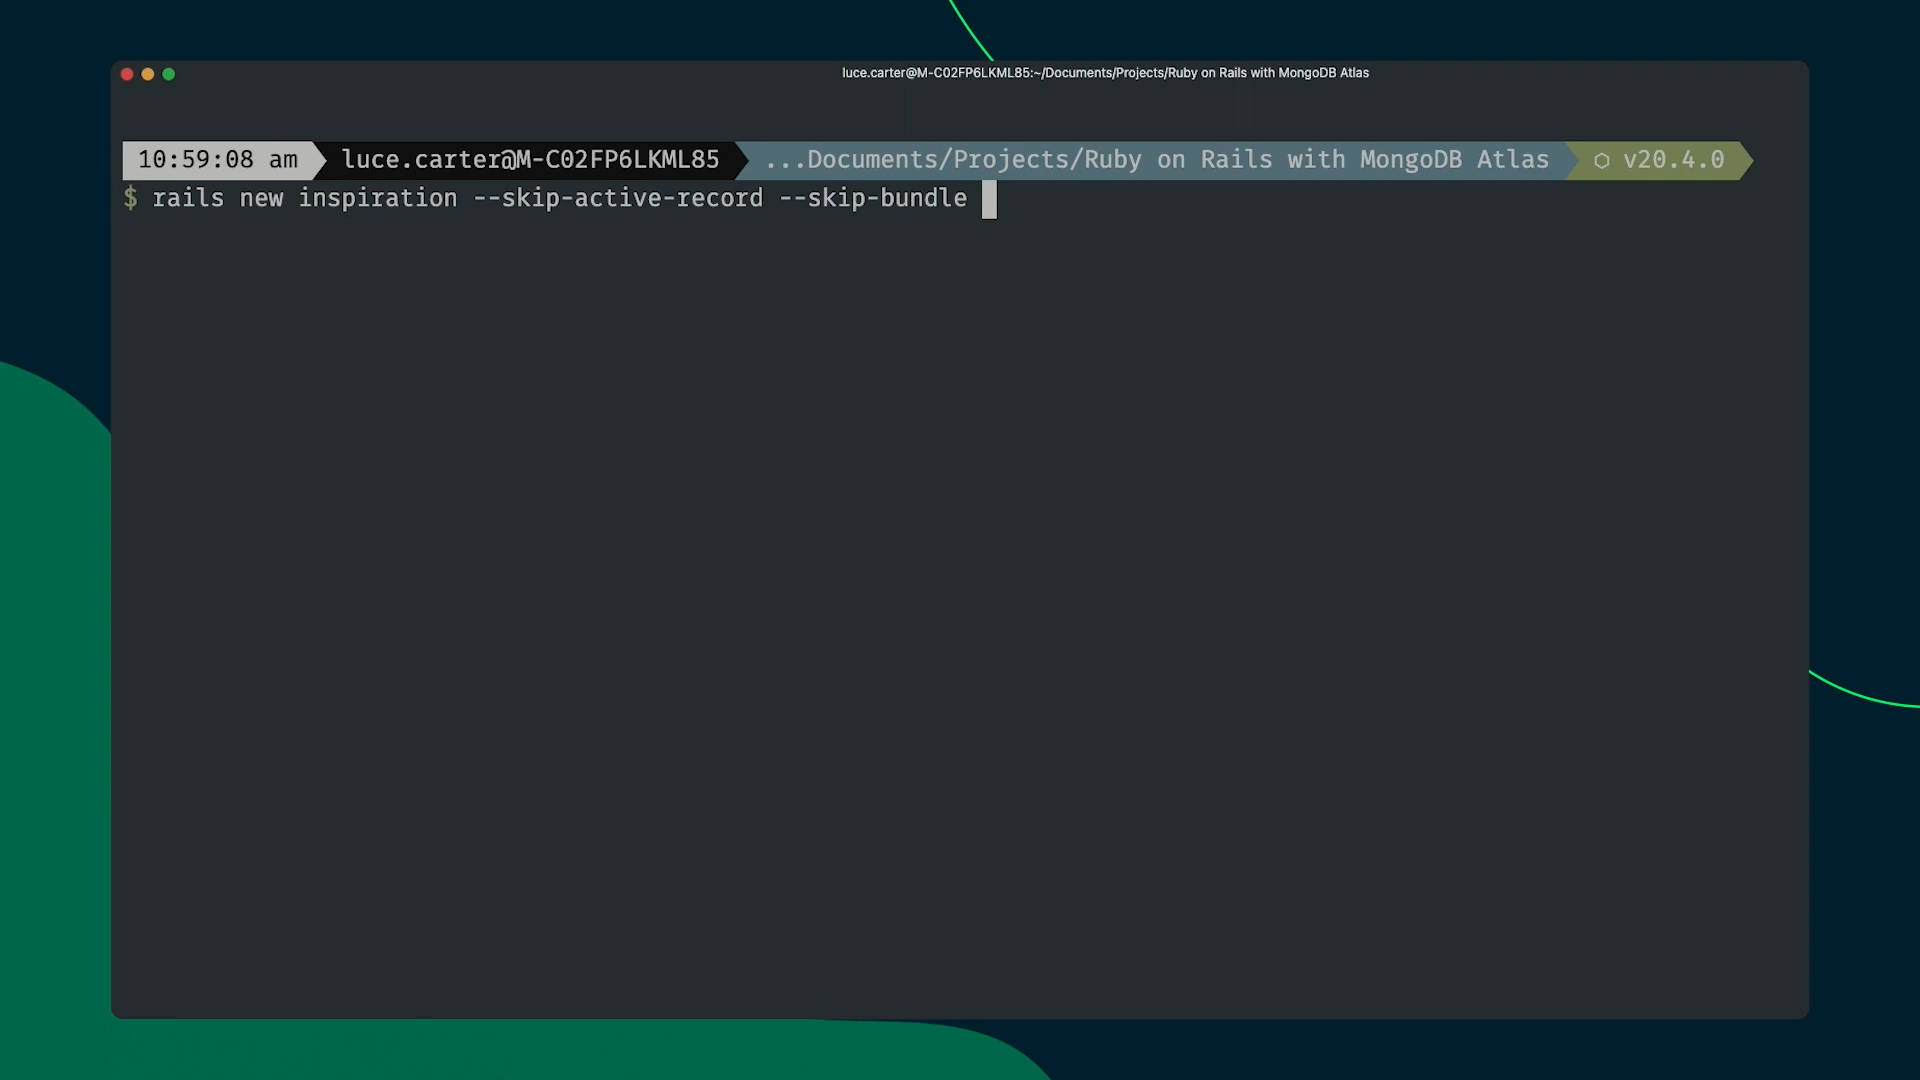 luce.carter@M-C02FP6LKML85:~/Documents/Projects/Ruby on Rails with MongoDB Atlas
10:59:08 am luce.carter@M-C02FP6LKML85 ...Documents/Projects/Ruby on Rails with MongoDB Atlas ⬡ v20.4.0
$ rails new inspiration --skip-active-record --skip-bundle